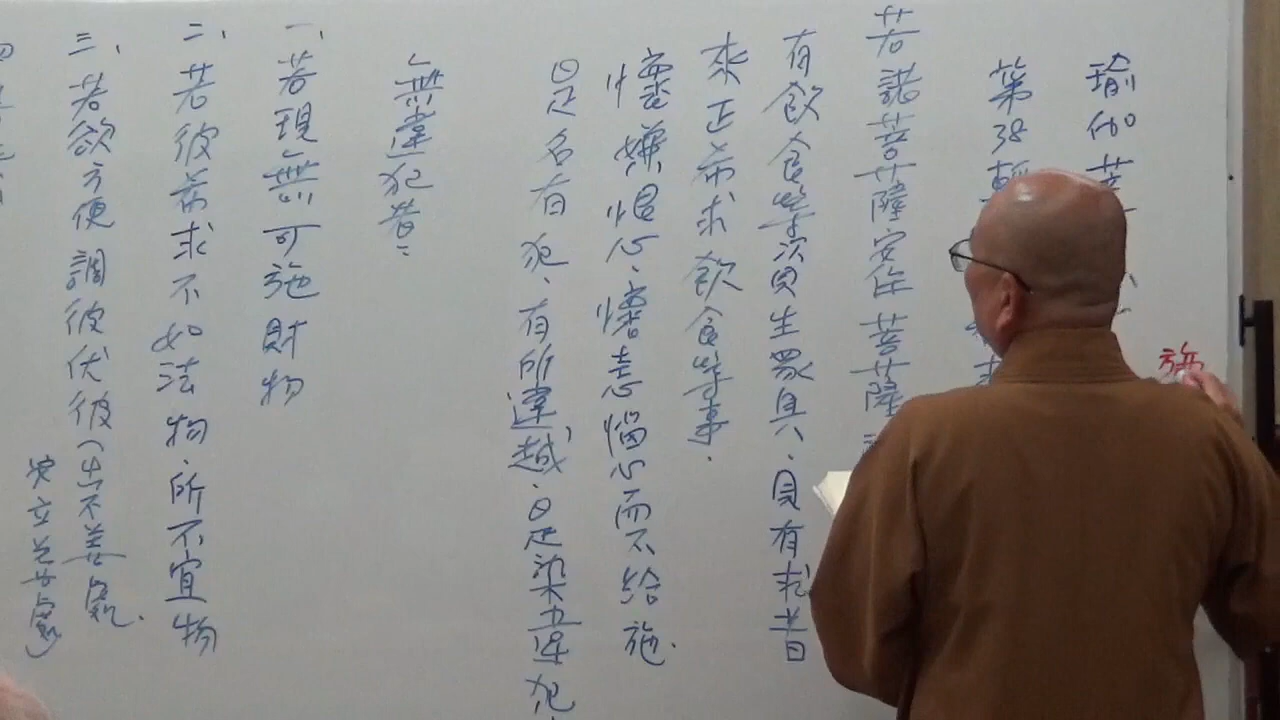 瑜伽菩
第38輕
若諸菩薩安住菩薩
有飲食等資生眾具、見有求者
來正希求飲食等事.
懷嫌恨心.懷恚惱心而不給施.
是名有犯.有所違越.是染違犯
無違犯者:
一、若現無可施財物
二、若彼希求不如法物.所不宜物
三、若欲方便調彼伏彼(出不善處.
安立善處)
施